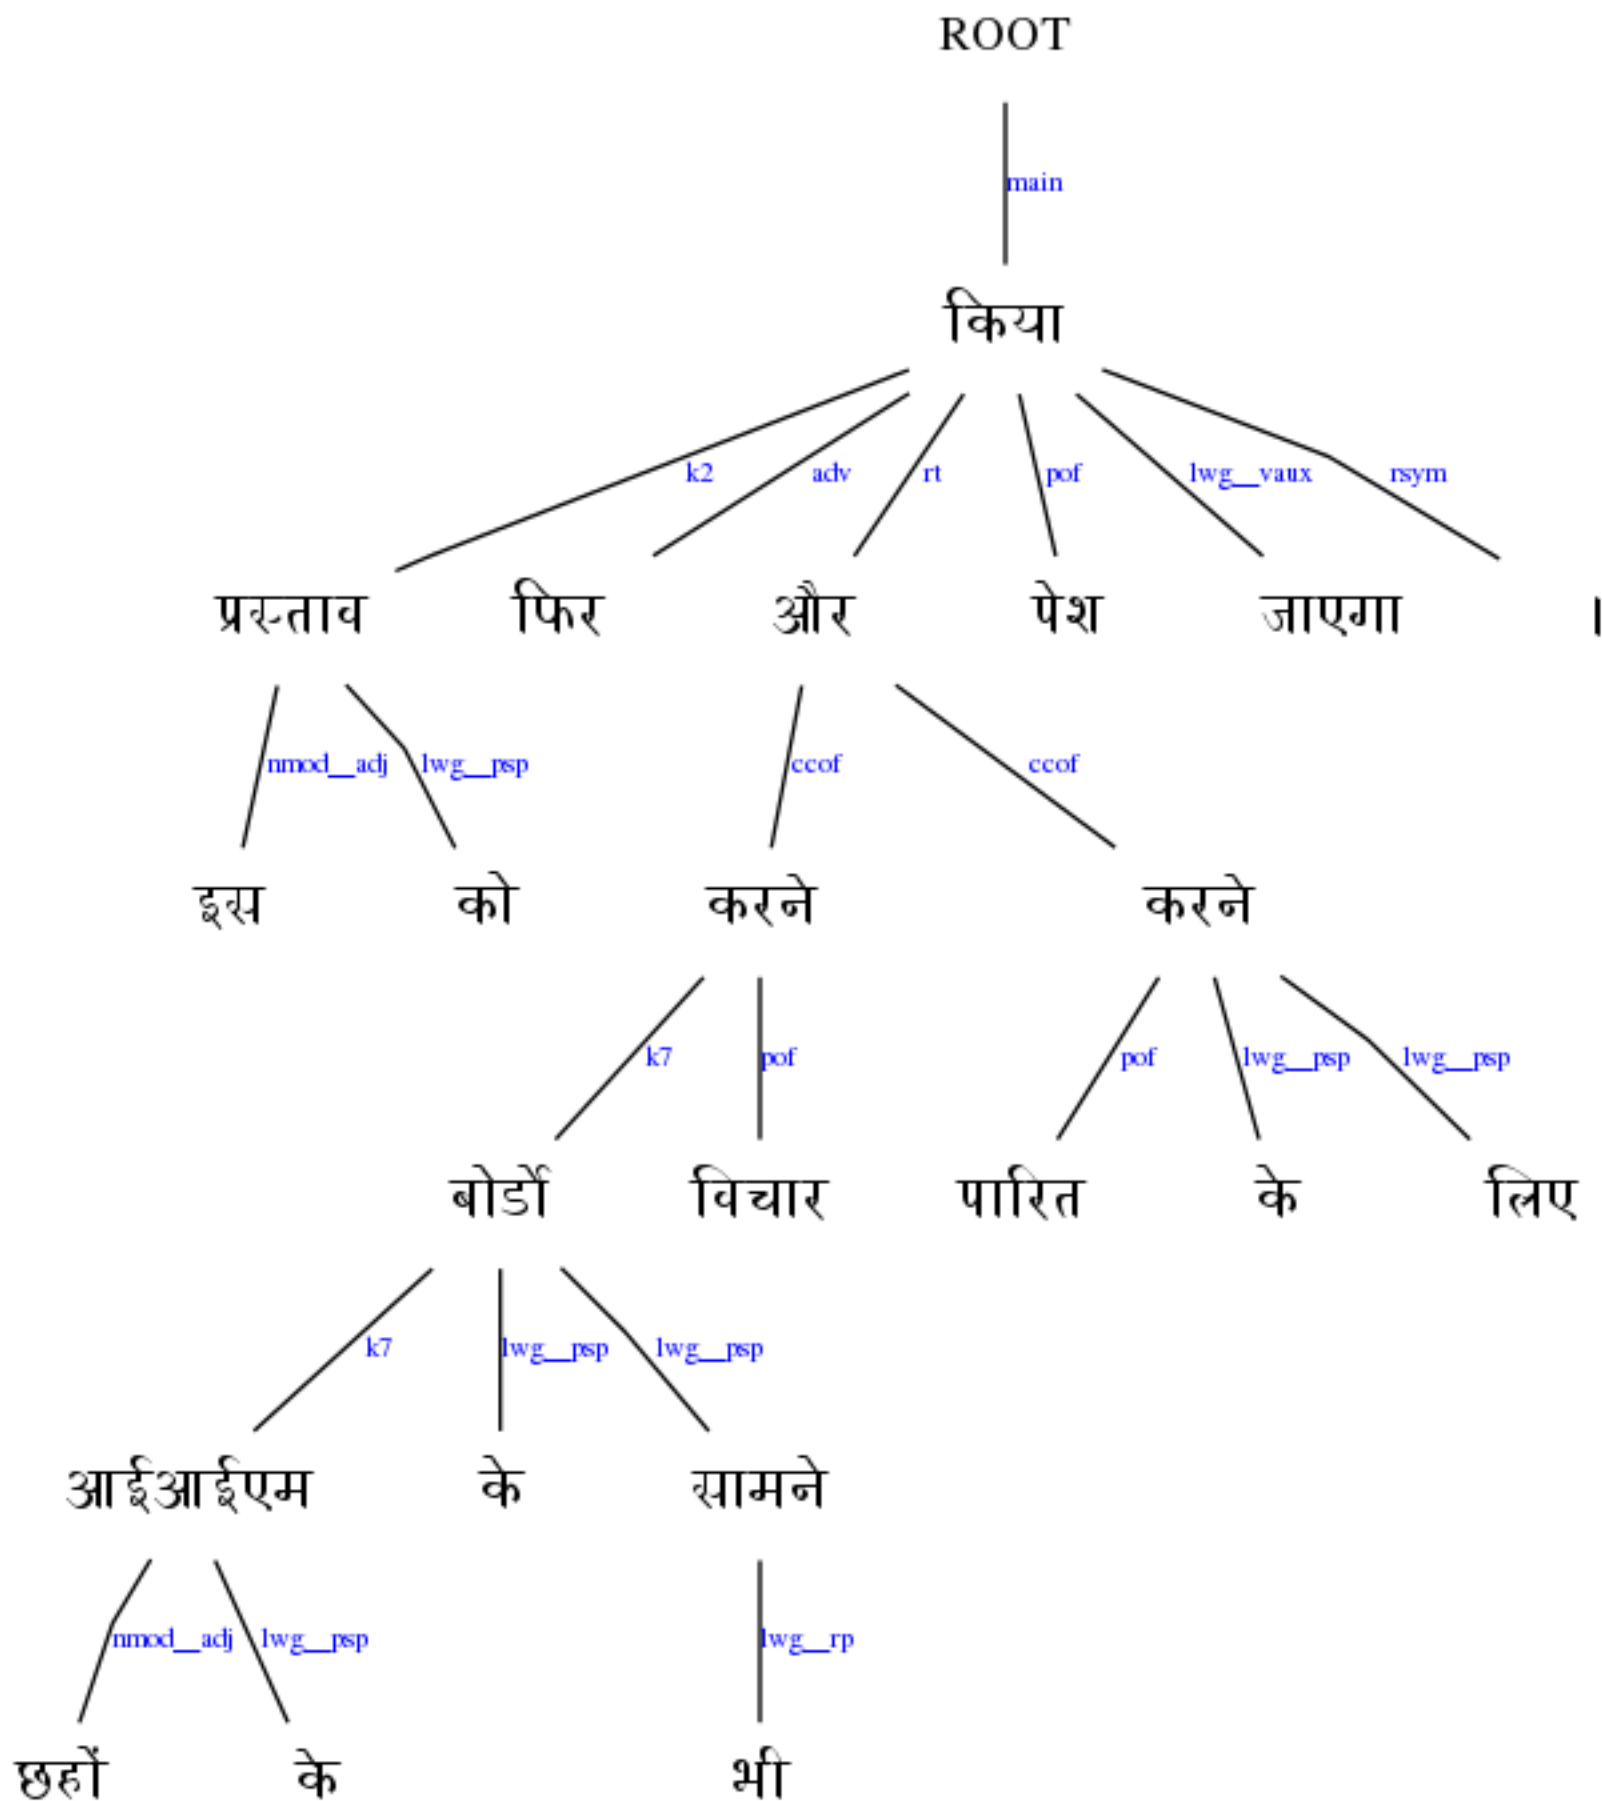 ROOT
main
किया
k2 adv rt pof lwg__vaux rsym
प्रस्ताव फिर और पेश जाएगा ।
nmod__adj lwg__psp ccof ccof
इस को करने करने
k7 pof pof lwg__psp lwg__psp
बोर्डों विचार पारित के लिए
k7 lwg__psp lwg__psp
आईआईएम के सामने
nmod__adj lwg__psp lwg__rp
छहों के भी